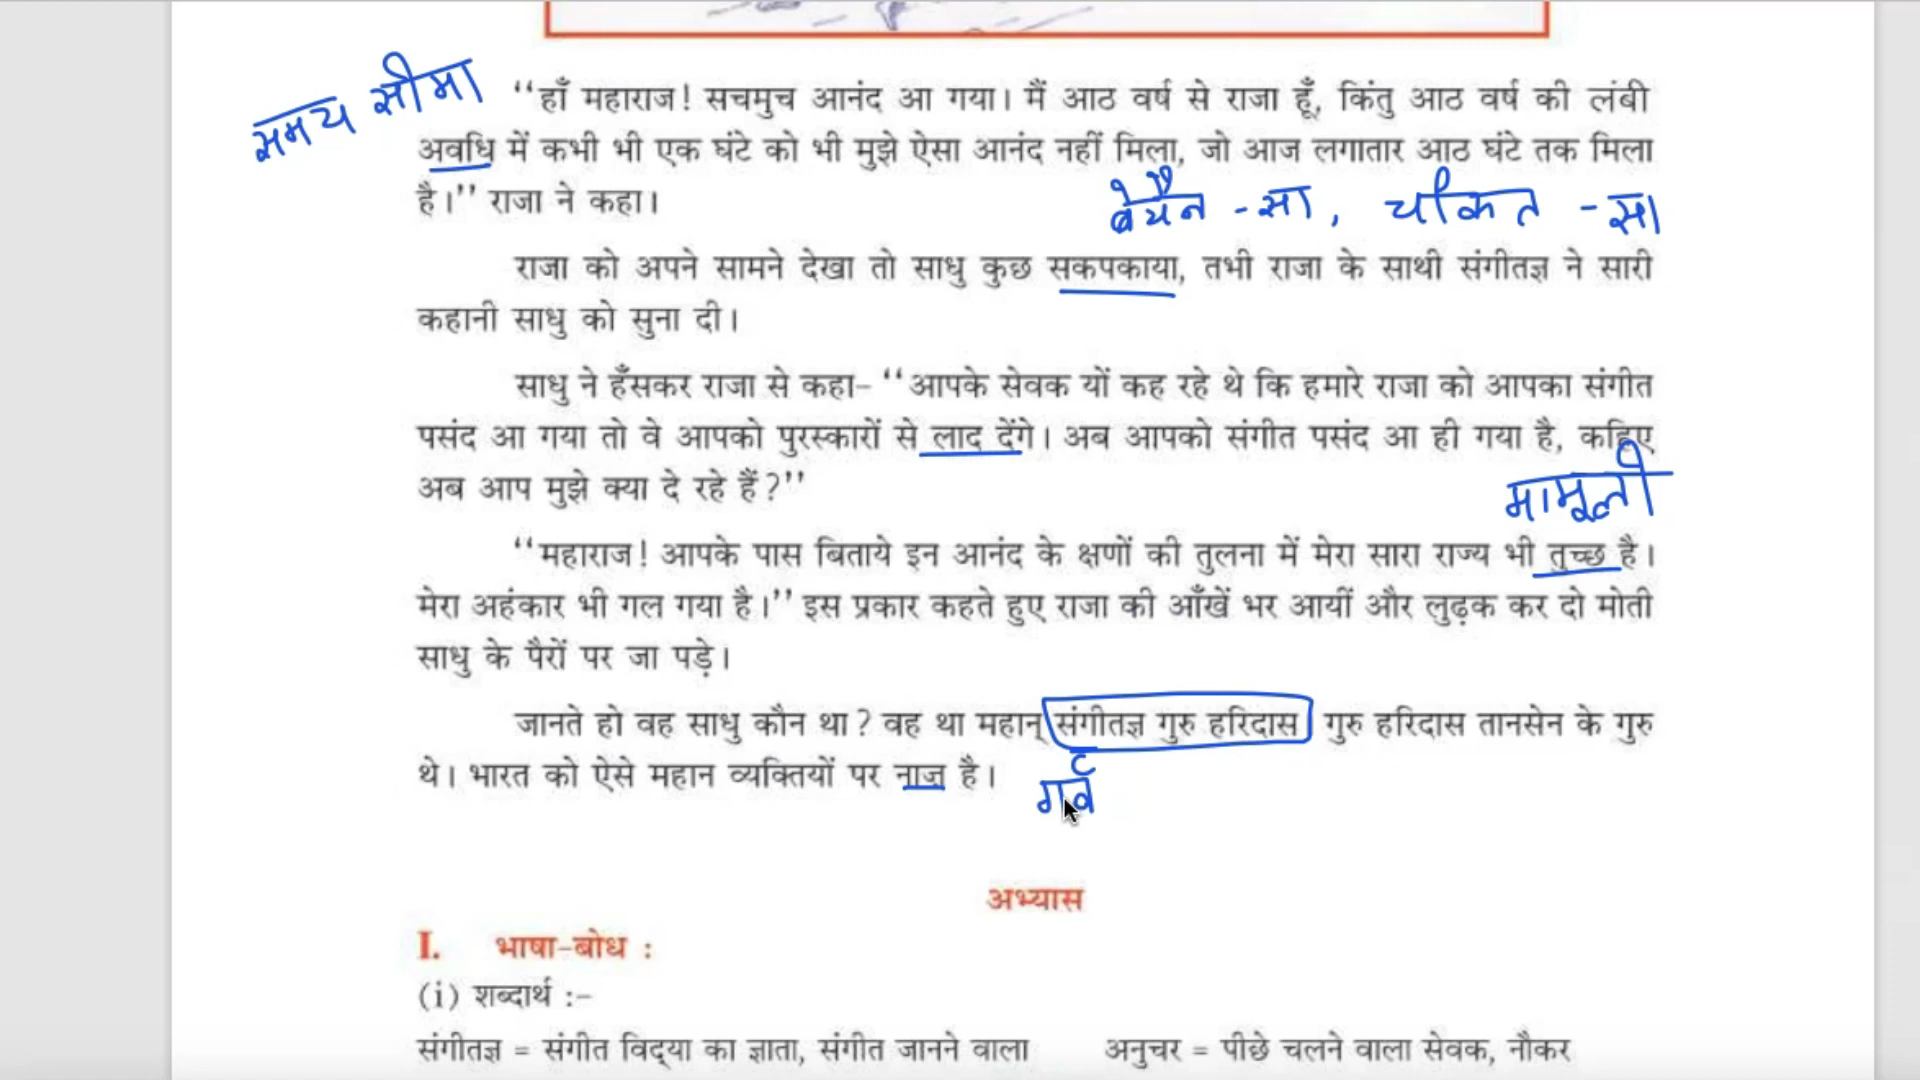 समय सीमा
‘‘हाँ महाराज! सचमुच आनंद आ गया। मैं आठ वर्ष से राजा हूँ, किंतु आठ वर्ष की लंबी
अवधि में कभी भी एक घंटे को भी मुझे ऐसा आनंद नहीं मिला, जो आज लगातार आठ घंटे तक मिला
है।’’ राजा ने कहा।
बेचैन -सा, चकित -सा
राजा को अपने सामने देखा तो साधु कुछ सकपकाया, तभी राजा के साथी संगीतज्ञ ने सारी
कहानी साधु को सुना दी।
साधु ने हँसकर राजा से कहा– ‘‘आपके सेवक यों कह रहे थे कि हमारे राजा को आपका संगीत
पसंद आ गया तो वे आपको पुरस्कारों से लाद देंगे। अब आपको संगीत पसंद आ ही गया है, कहिए
अब आप मुझे क्या दे रहे हैं?’’
मामूली
‘‘महाराज! आपके पास बिताये इन आनंद के क्षणों की तुलना में मेरा सारा राज्य भी तुच्छ है।
मेरा अहंकार भी गल गया है।’’ इस प्रकार कहते हुए राजा की आँखें भर आयीं और लुढ़क कर दो मोती
साधु के पैरों पर जा पड़े।
जानते हो वह साधु कौन था? वह था महान् संगीतज्ञ गुरु हरिदास गुरु हरिदास तानसेन के गुरु
थे। भारत को ऐसे महान व्यक्तियों पर नाज़ है।
गर्व
अभ्यास
I. भाषा-बोध :
(i) शब्दार्थ :–
संगीतज्ञ = संगीत विद्‌या का ज्ञाता, संगीत जानने वाला अनुचर = पीछे चलने वाला सेवक, नौकर